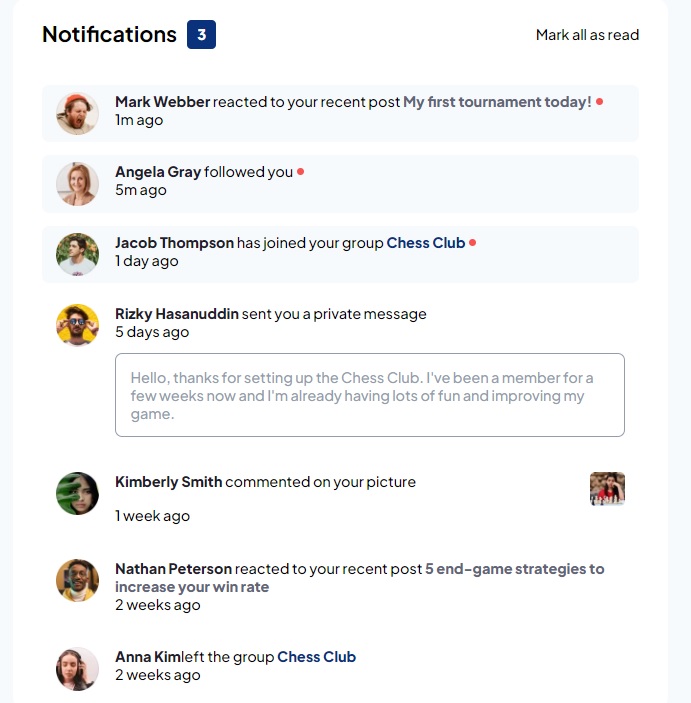 Notifications 3 Mark all as read
Mark Webber reacted to your recent post My first tournament today!
1m ago
Angela Gray followed you
5m ago
Jacob Thompson has joined your group Chess Club
1 day ago
Rizky Hasanuddin sent you a private message
5 days ago
Hello, thanks for setting up the Chess Club. I've been a member for a
few weeks now and I'm already having lots of fun and improving my
game.
Kimberly Smith commented on your picture
1 week ago
Nathan Peterson reacted to your recent post 5 end-game strategies to
increase your win rate
2 weeks ago
Anna Kimleft the group Chess Club
2 weeks ago